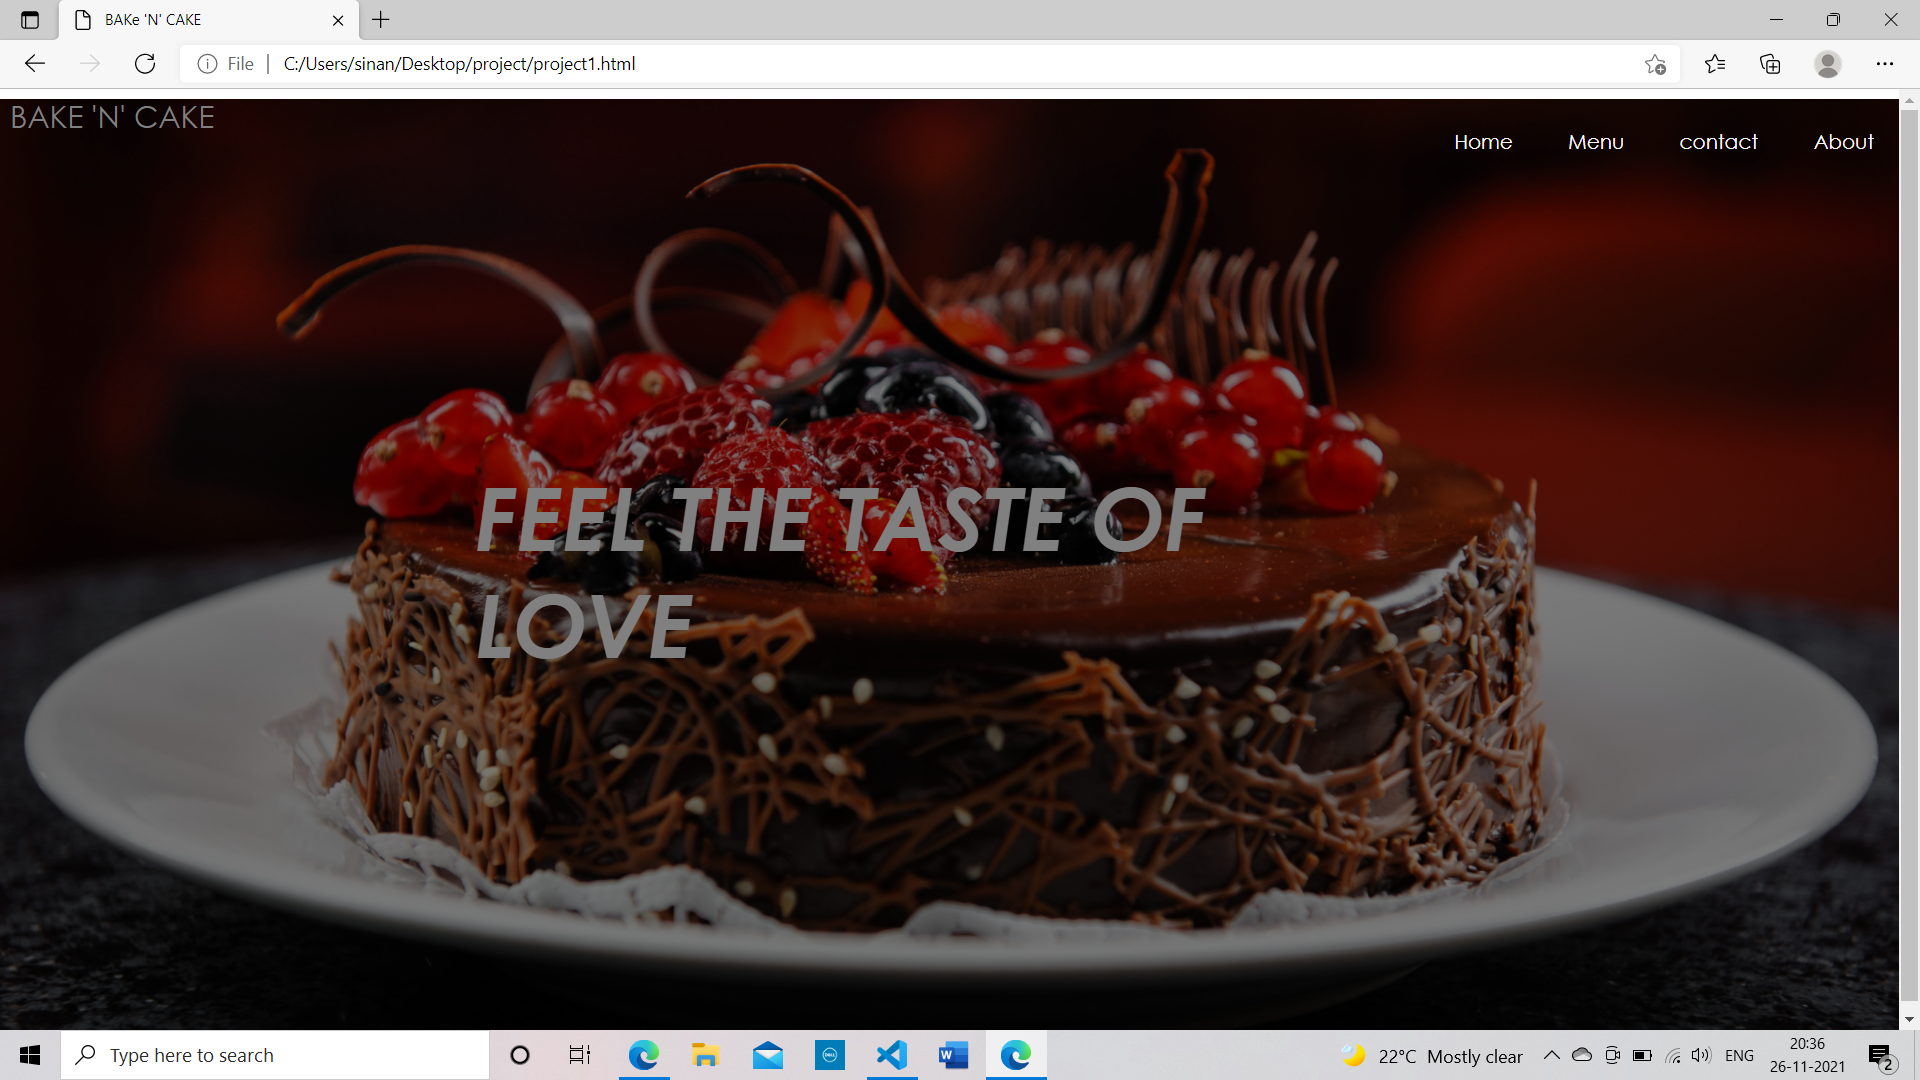 BAKe 'N' CAKE
File
C:/Users/sinan/Desktop/project/project1.html
BAKE 'N' CAKE
Home Menu contact About
FEEL THE TASTE OF
LOVE
Type here to search
DELL
W
22°C Mostly clear
ENG
20:36
26-11-2021
2